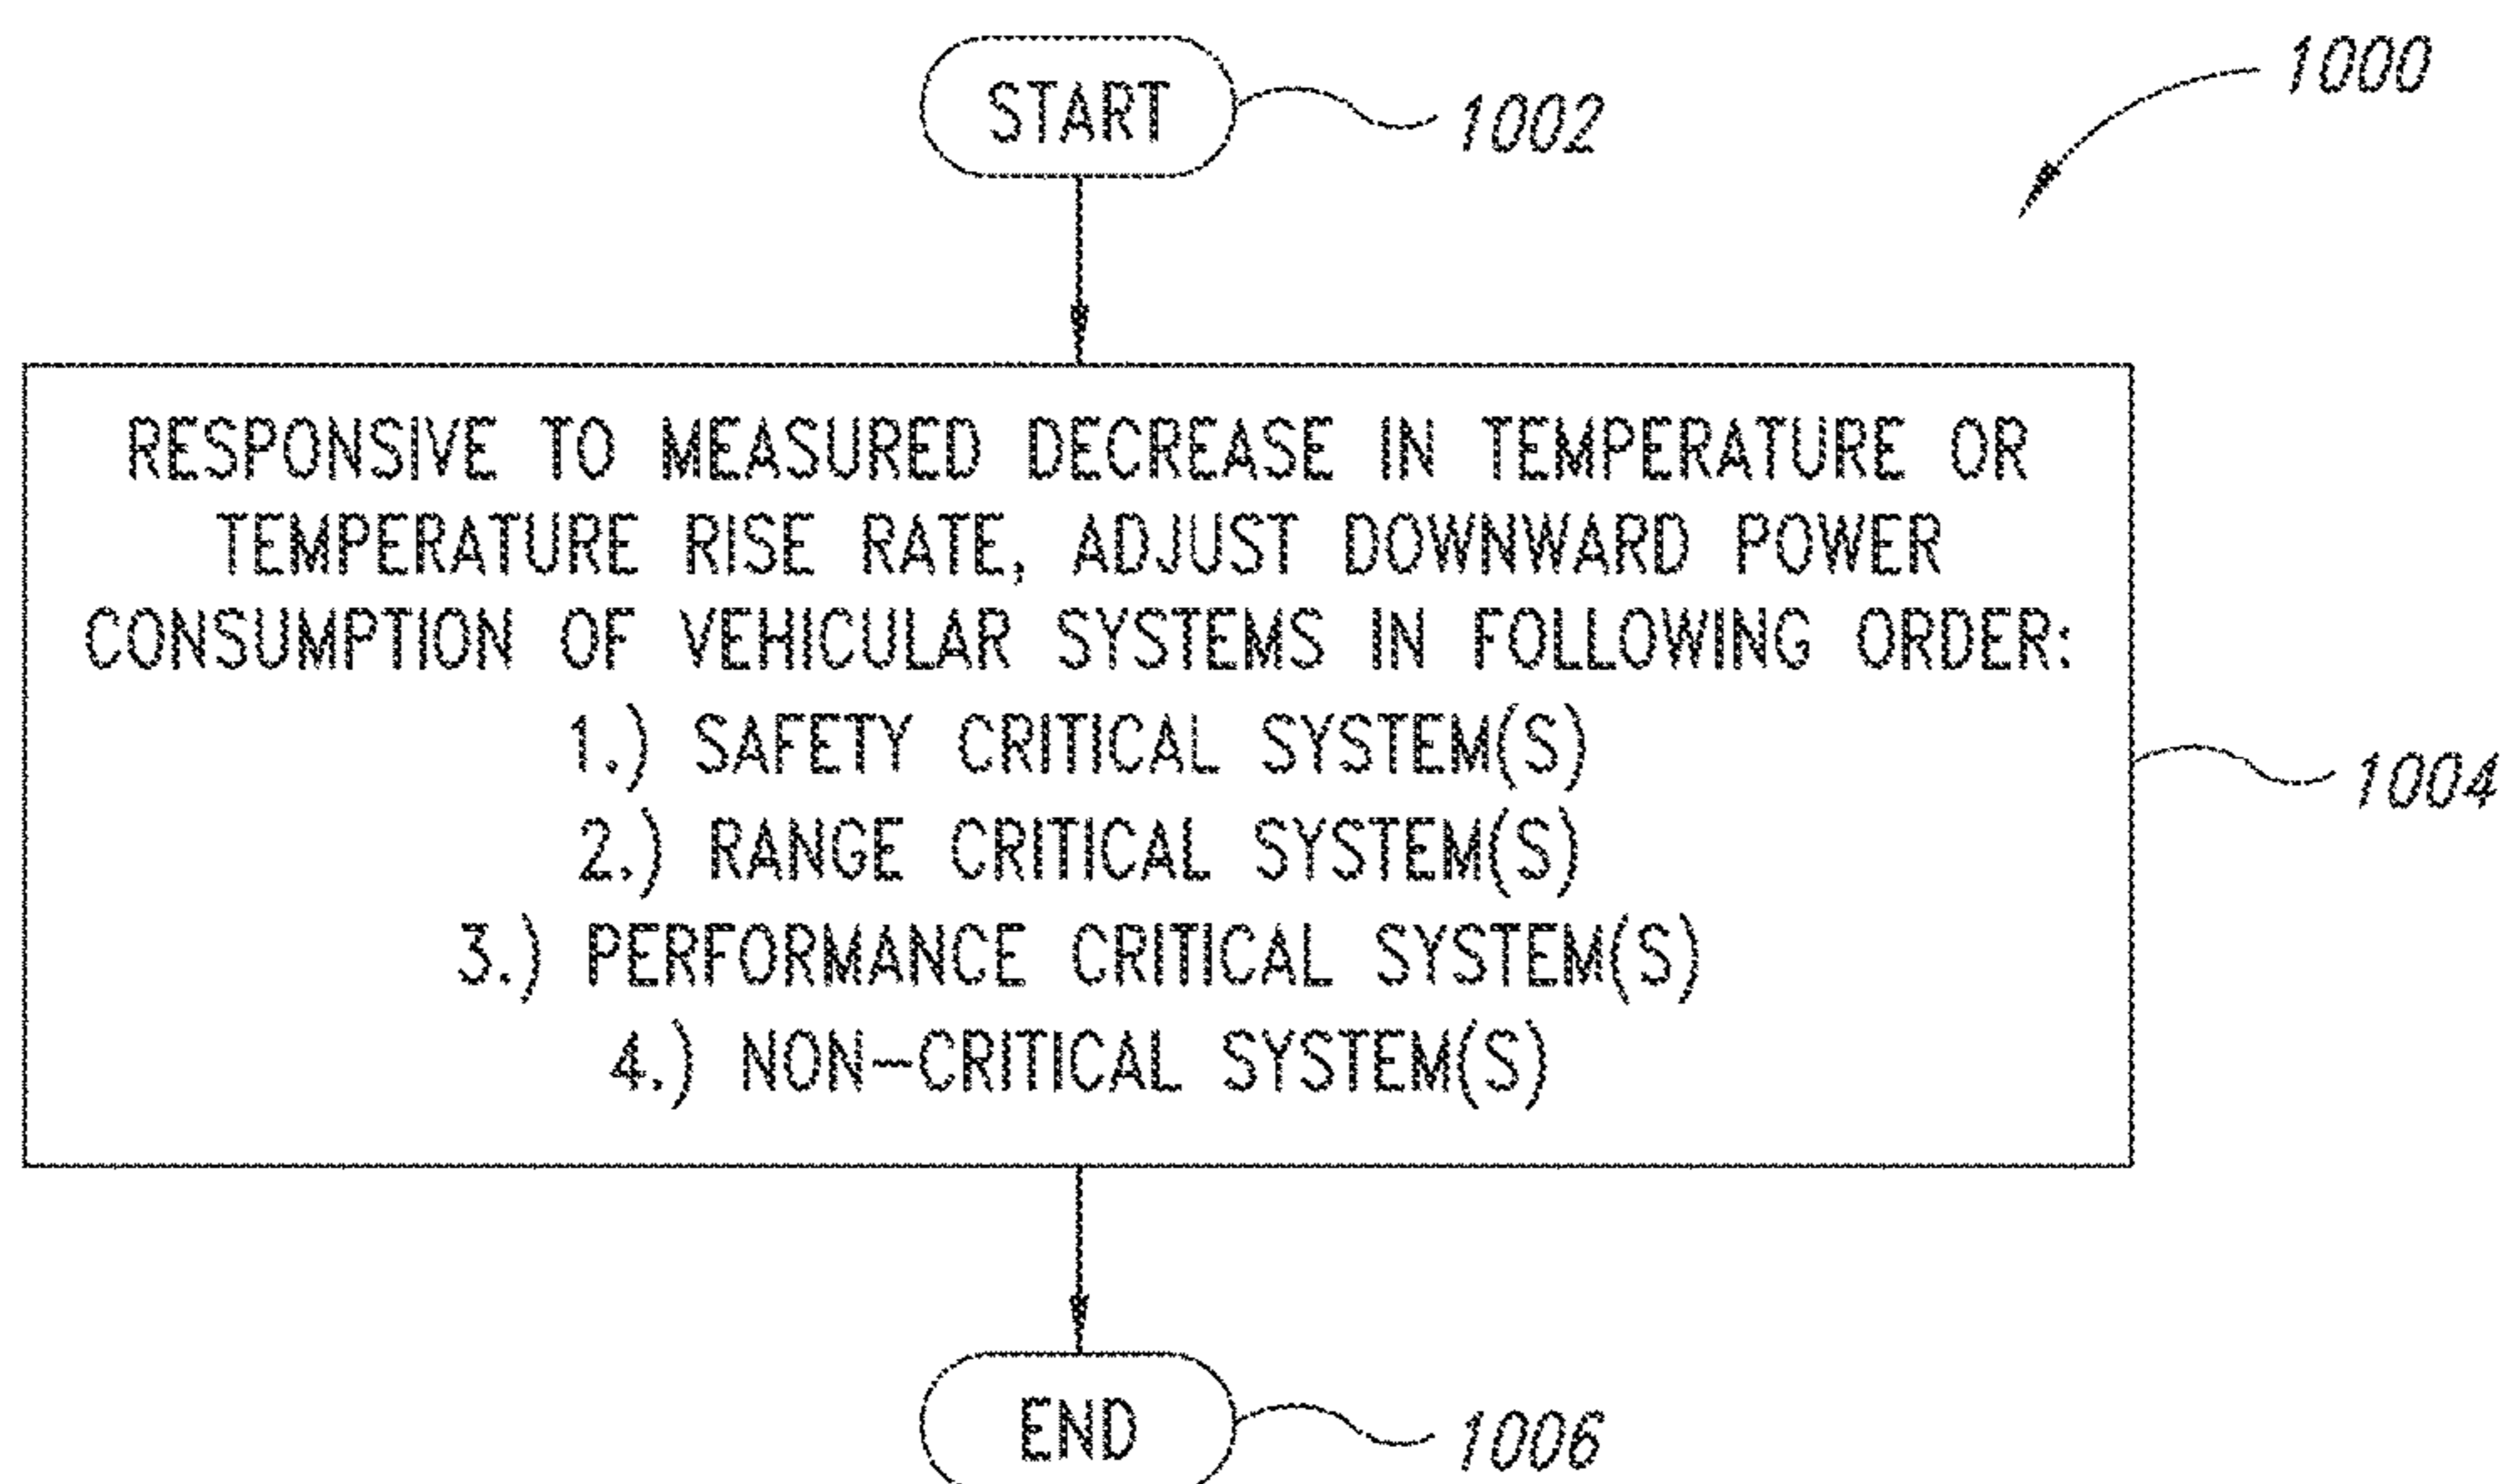 START
1002
1000
RESPONSIVE TO MEASURED DECREASE IN TEMPERATURE OR
TEMPERATURE RISE RATE, ADJUST DOWNWARD POWER
CONSUMPTION OF VEHICULAR SYSTEMS IN FOLLOWING ORDER:
1.) SAFETY CRITICAL SYSTEM(S)
2.) RANGE CRITICAL SYSTEM(S)
3.) PERFORMANCE CRITICAL SYSTEM(S)
4.) NON-CRITICAL SYSTEM(S)
1004
END
1006